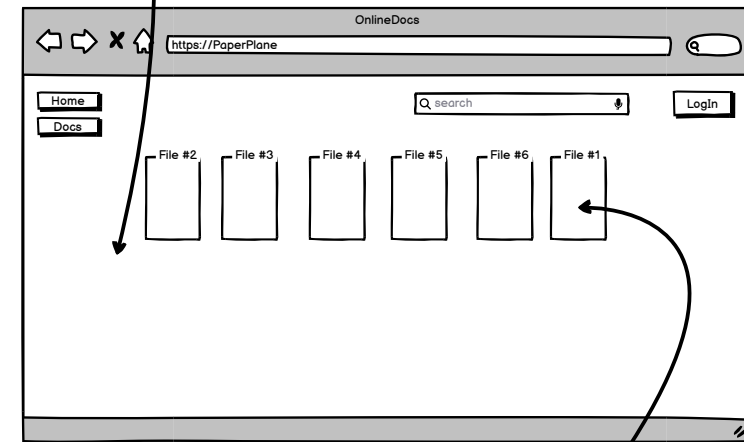 OnlineDocs
https://PaperPlane
Home
search
LogIn
Docs
File #2 File #3 File #4 File #5 File #6 File #1